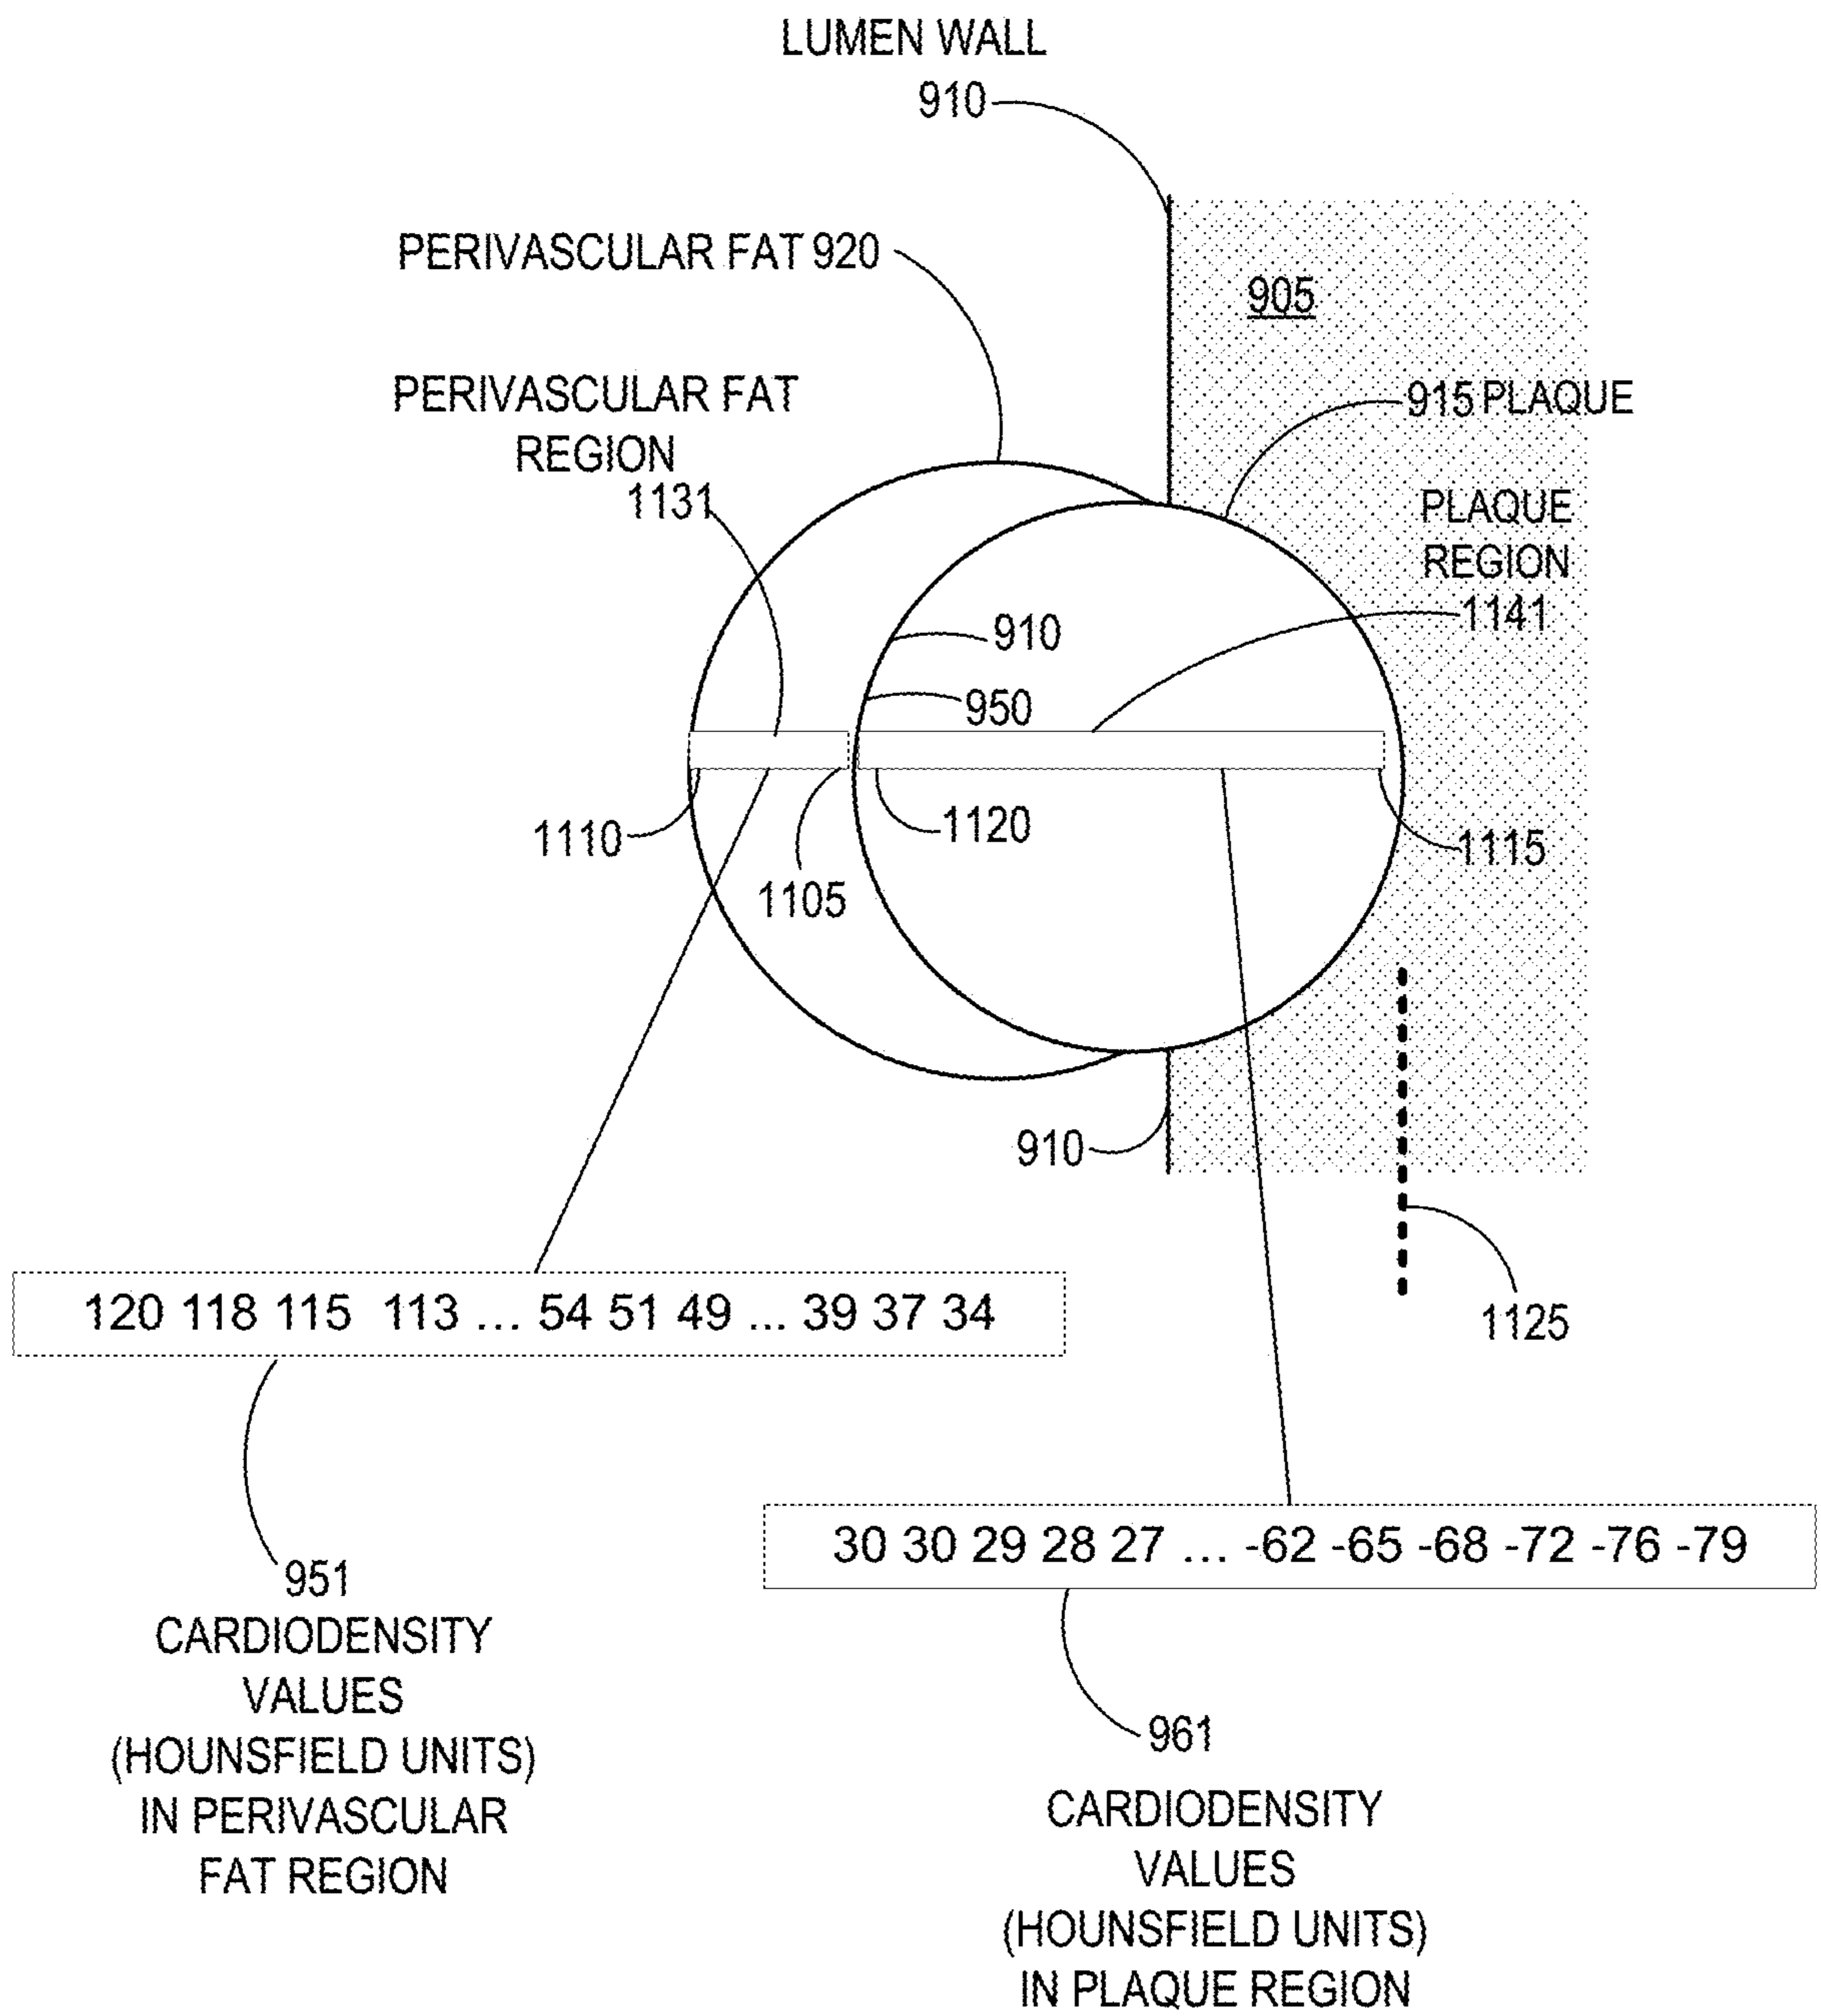 LUMEN WALL
910
PERIVASCULAR FAT 920
905
PERIVASCULAR FAT
REGION
1131
915 PLAQUE
PLAQUE
REGION
1141
910
950
1110
1120
1115
1105
910
1125
120 118 115 113 ... 54 51 49 ... 39 37 34
30 30 29 28 27 ... -62 -65 -68 -72 -76 -79
951
CARDIODENSITY
VALUES
(HOUNSFIELD UNITS)
IN PERIVASCULAR
FAT REGION
961
CARDIODENSITY
VALUES
(HOUNSFIELD UNITS)
IN PLAQUE REGION